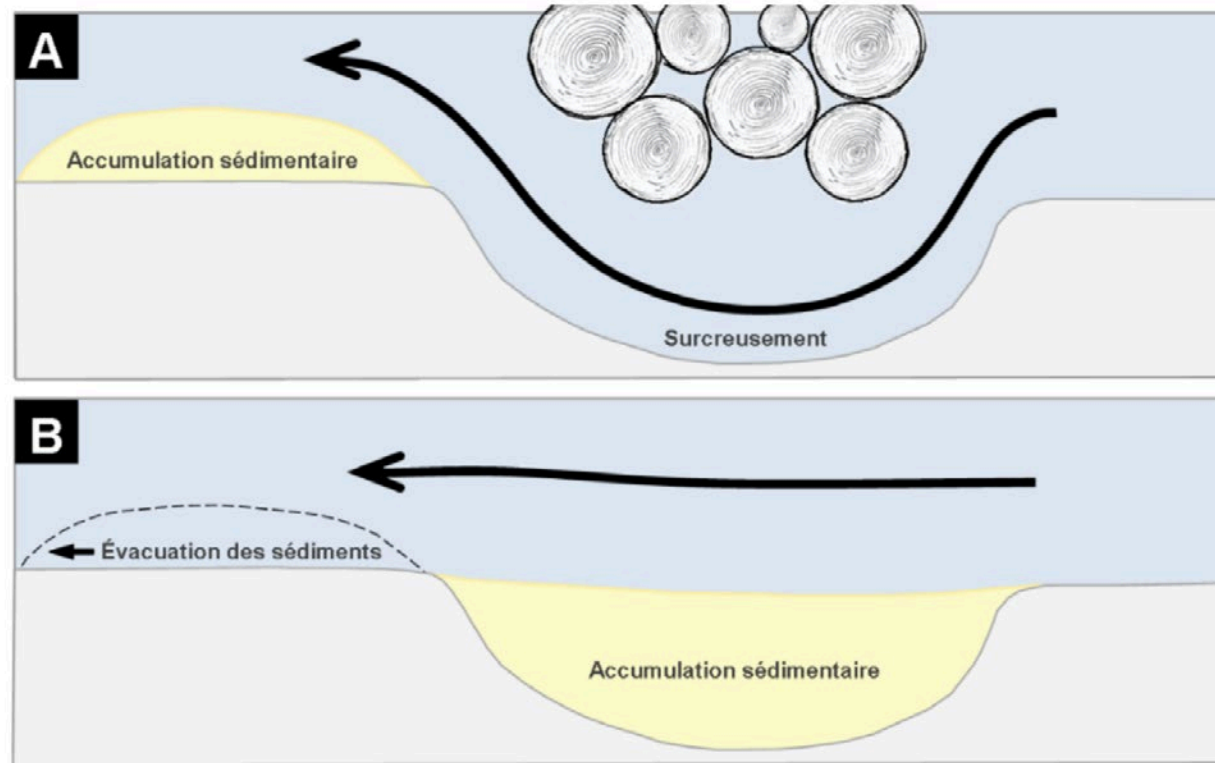 A
Accumulation sédimentaire
Surcreusement
B
Évacuation des sédiments
Accumulation sédimentaire